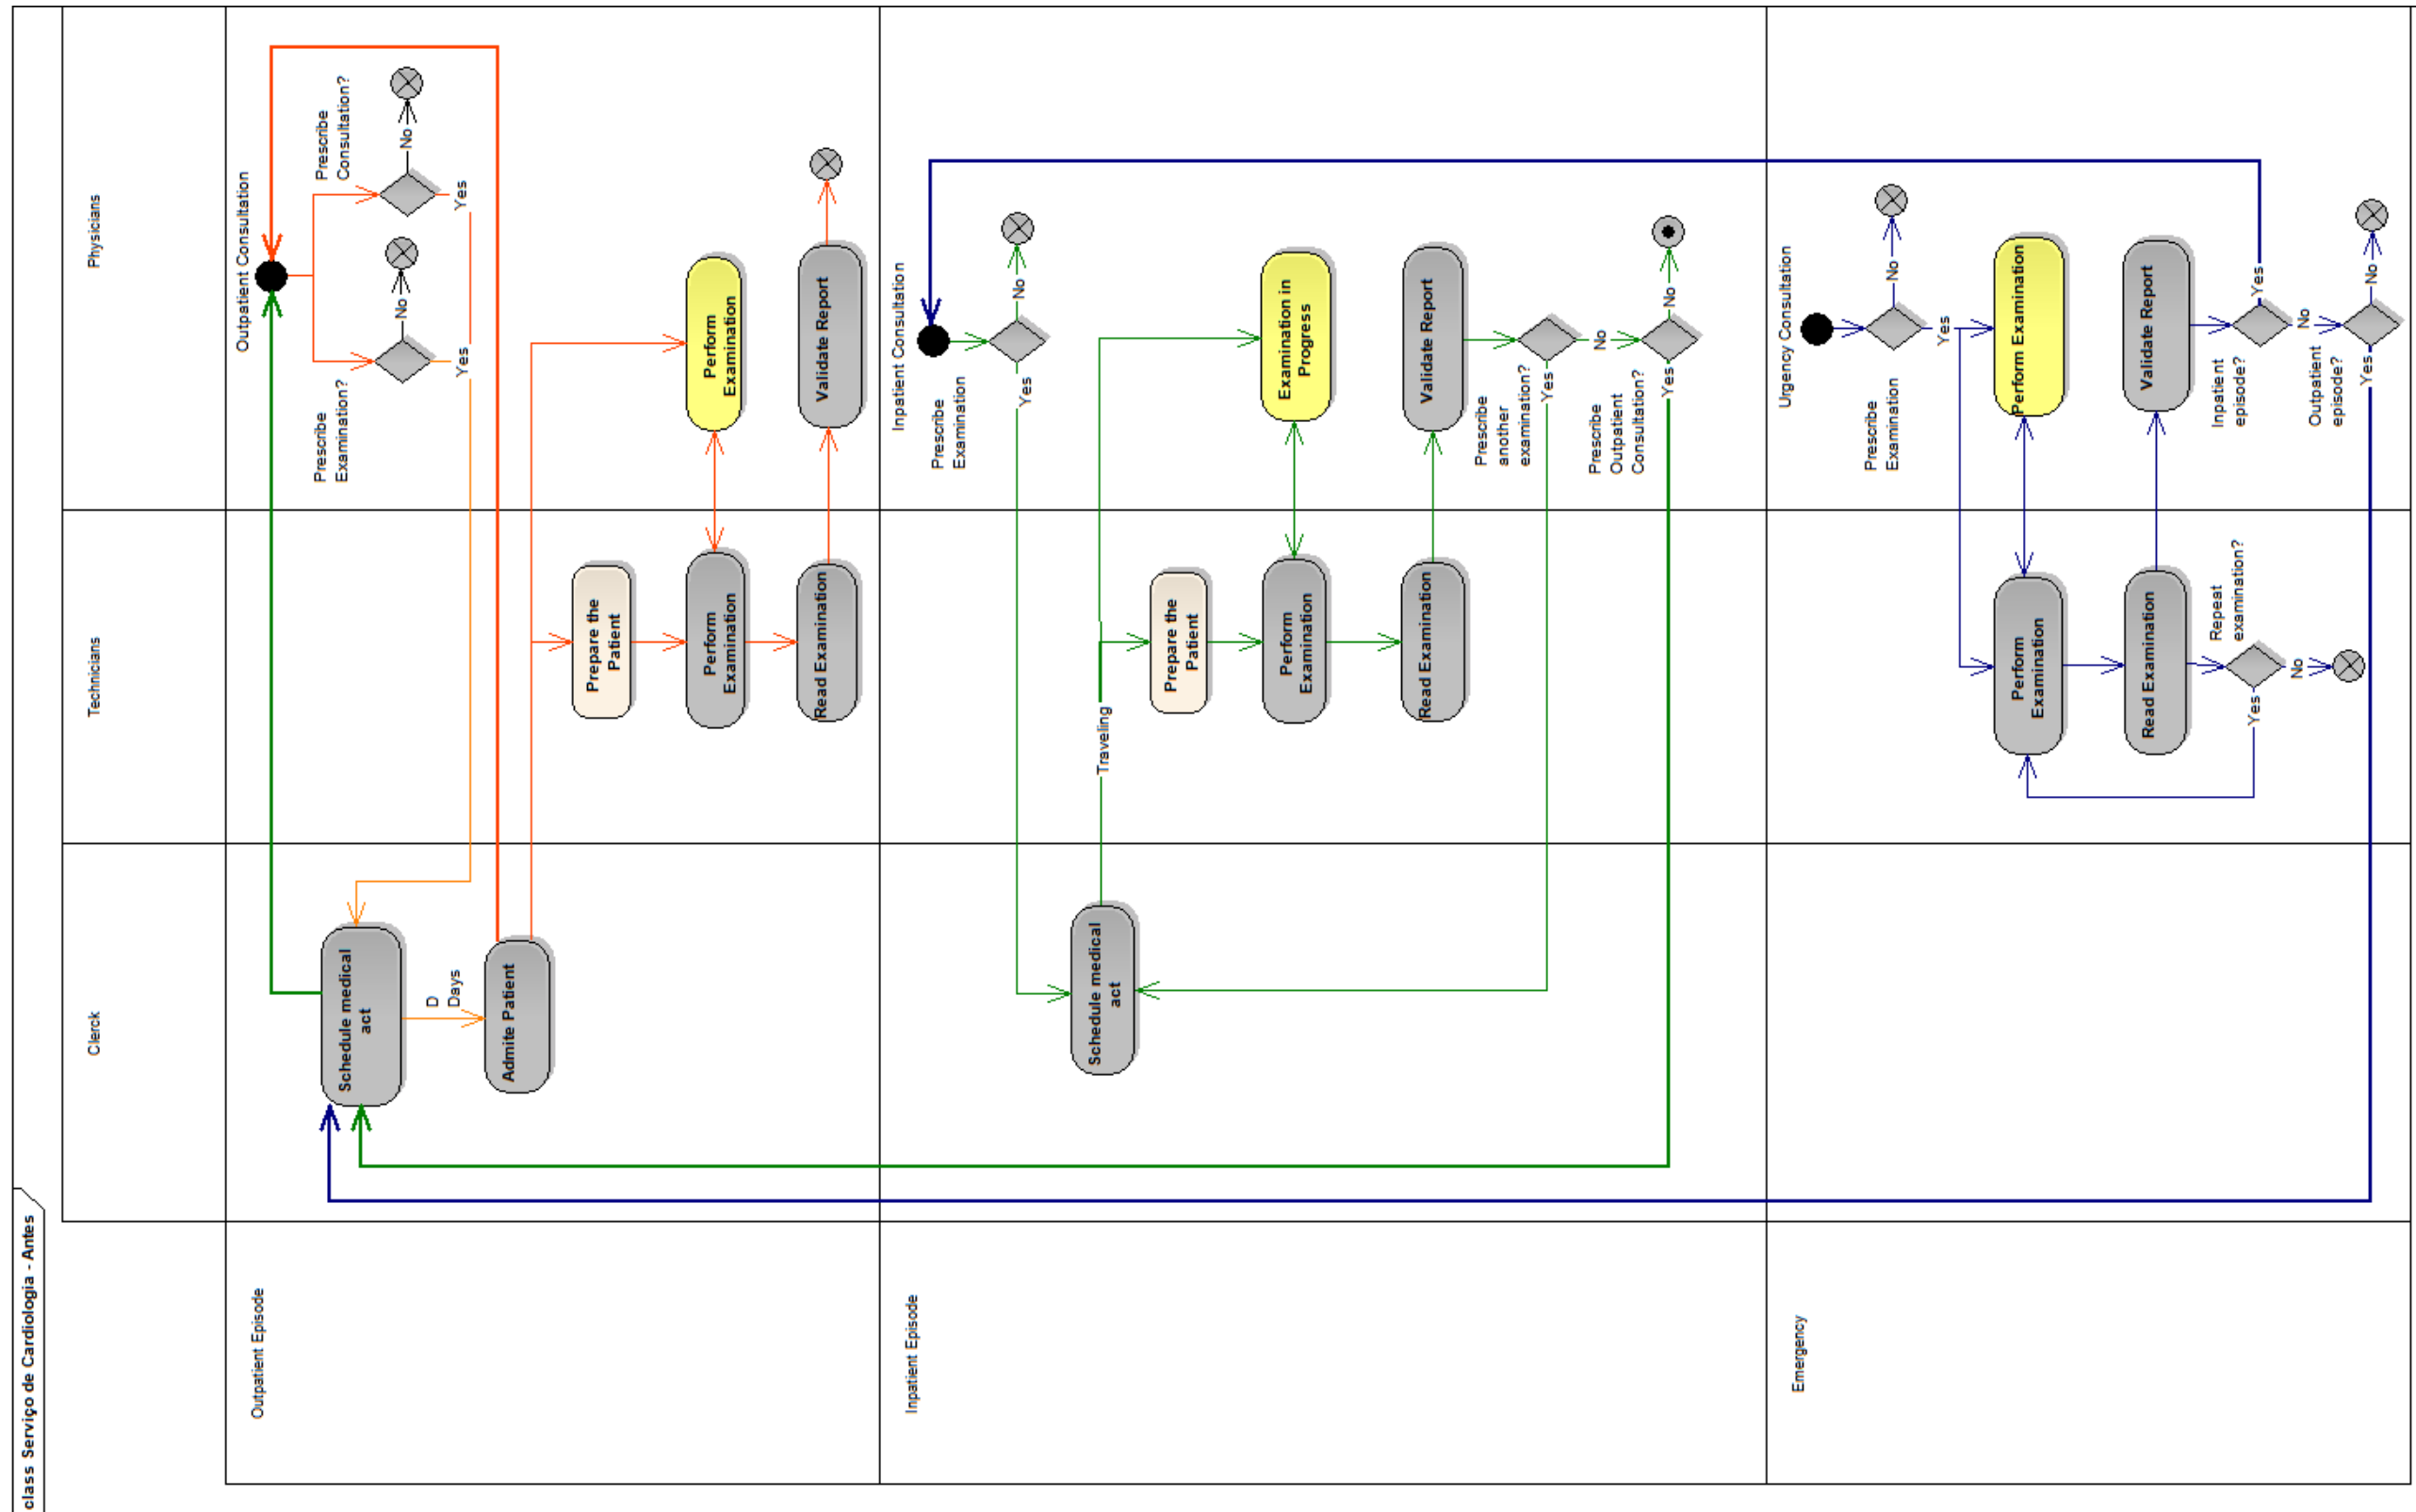 class Serviço de Cardiologia - Antes
Clerck
Technicians
Physicians
Outpatient Episode
Outpatient Consultation
Prescribe
Examination?
No
Yes
Prescribe
Consultation?
No
Yes
Schedule medical
act
D
Days
Admite Patient
Prepare the
Patient
Perform
Examination
Perform
Examination
Read Examination
Validate Report
Inpatient Episode
Inpatient Consultation
Prescribe
Examination
No
Yes
Schedule medical
act
Traveling
Prepare the
Patient
Perform
Examination
Examination in
Progress
Read Examination
Validate Report
Prescribe
another
examination?
Yes
No
Prescribe
Outpatient
Consultation?
No
Yes
Emergency
Urgency Consultation
Prescribe
Examination
No
Yes
Perform
Examination
Perform Examination
Read Examination
Validate Report
Repeat
examination?
Yes
No
Inpatient
episode?
Yes
No
Outpatient
episode?
No
Yes